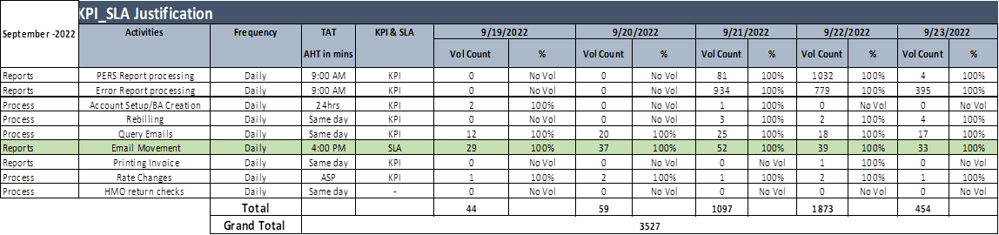 KPI_SLA Justification
September -2022 Activities Frequency TAT KPI & SLA 9/19/2022 9/20/2022 9/21/2022 9/22/2022 9/23/2022
AHT in mins Vol Count % Vol Count % Vol Count % Vol Count % Vol Count %
Reports PERS Report processing Daily 9:00 AM KPI 0 No Vol 0 No Vol 81 100% 1032 100% 4 100%
Reports Error Report processing Daily 9:00 AM KPI 0 No Vol 0 No Vol 934 100% 779 100% 395 100%
Process Account Setup/BA Creation Daily 24hrs KPI 2 100% 0 No Vol 1 100% 0 No Vol 0 No Vol
Process Rebilling Daily Same day KPI 0 No Vol 0 No Vol 3 100% 2 100% 4 100%
Process Query Emails Daily Same day KPI 12 100% 20 100% 25 100% 18 100% 17 100%
Reports Email Movement Daily 4:00 PM SLA 29 100% 37 100% 52 100% 39 100% 33 100%
Reports Printing Invoice Daily Same day KPI 0 No Vol 0 No Vol 0 No Vol 1 100% 0 No Vol
Process Rate Changes Daily ASP KPI 1 100% 2 100% 1 100% 2 100% 1 100%
Process HMO return checks Daily Same day - 0 No Vol 0 No Vol 0 No Vol 0 No Vol 0 No Vol
Total 44 59 1097 1873 454
Grand Total 3527